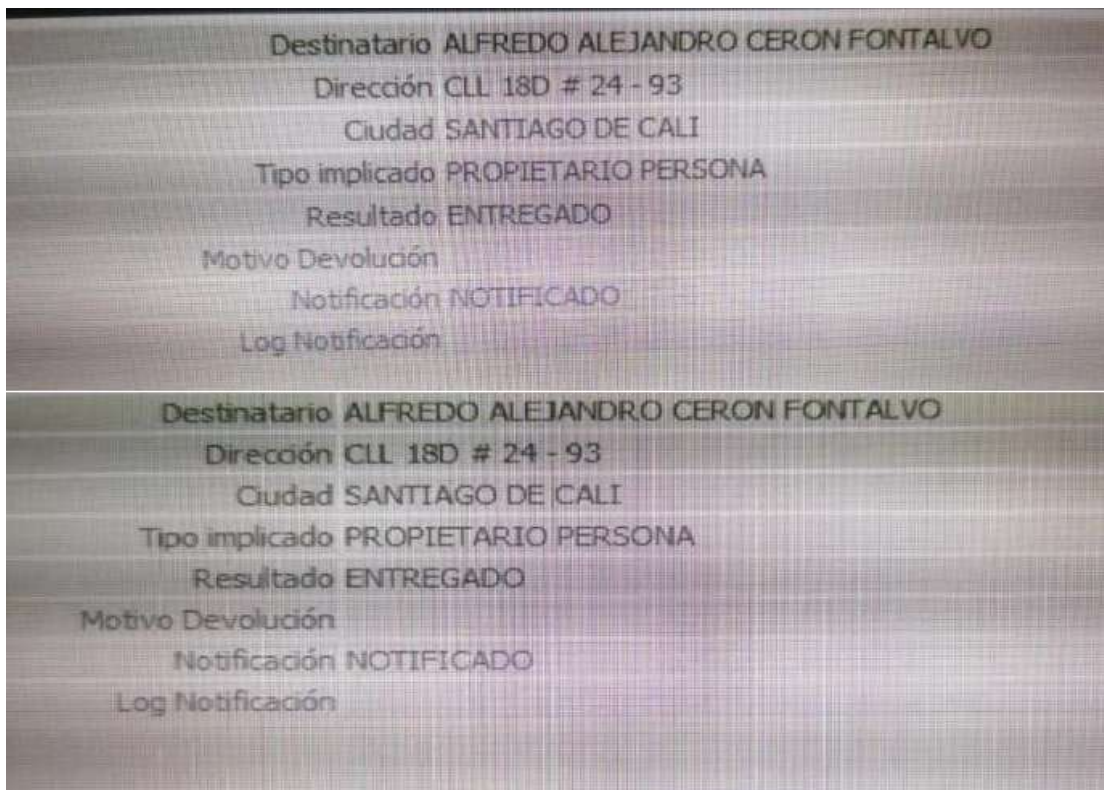 Destinatario ALFREDO ALEJANDRO CERON FONTALVO
Dirección CLL 18D # 24 - 93
Ciudad SANTIAGO DE CALI
Tipo implicado PROPIETARIO PERSONA
Resultado ENTREGADO
Motivo Devolución
Notificación NOTIFICADO
Log Notificación
Destinatario ALFREDO ALEJANDRO CERON FONTALVO
Dirección CLL 18D # 24 - 93
Ciudad SANTIAGO DE CALI
Tipo implicado PROPIETARIO PERSONA
Resultado ENTREGADO
Motivo Devolución
Notificación NOTIFICADO
Log Notificación